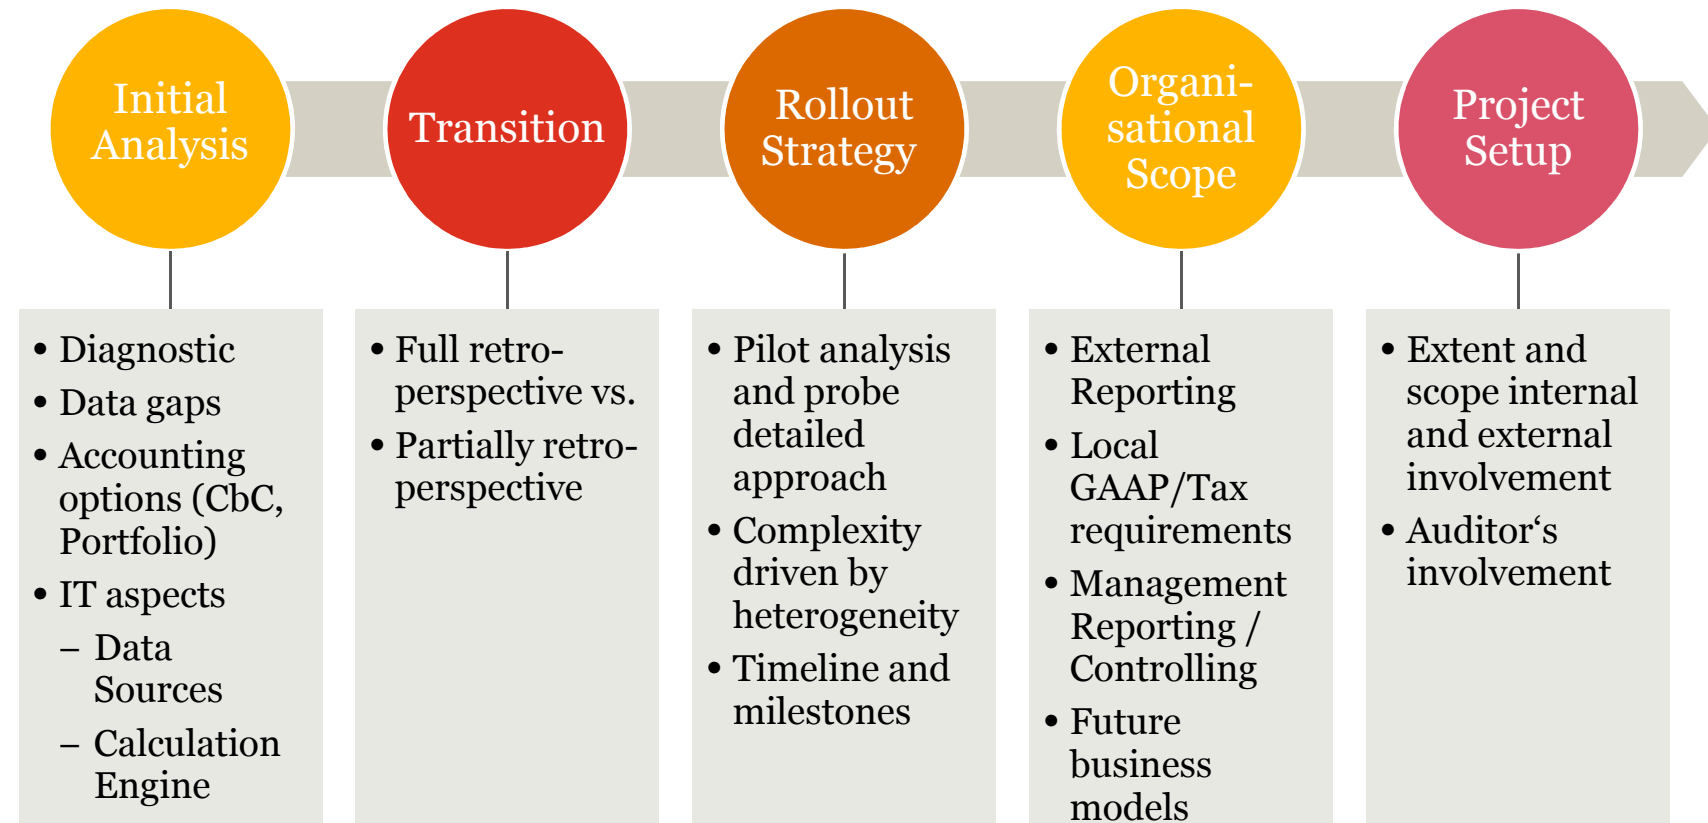 Initial
Analysis
Transition
Rollout
Strategy
Organi-
sational
Scope
Project
Setup
• Diagnostic
• Data gaps
• Accounting
options (CbC,
Portfolio)
• IT aspects
– Data
Sources
– Calculation
Engine
• Full retro-
perspective vs.
• Partially retro-
perspective
• Pilot analysis
and probe
detailed
approach
• Complexity
driven by
heterogeneity
• Timeline and
milestones
• External
Reporting
• Local
GAAP/Tax
requirements
• Management
Reporting /
Controlling
• Future
business
models
• Extent and
scope internal
and external
involvement
• Auditor‘s
involvement